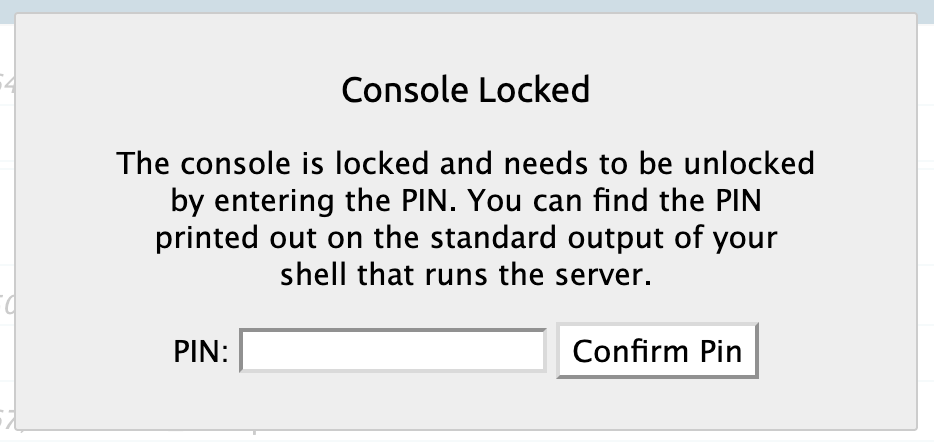 Console Locked
The console is locked and needs to be unlocked
by entering the PIN. You can find the PIN
printed out on the standard output of your
shell that runs the server.
PIN: Confirm Pin